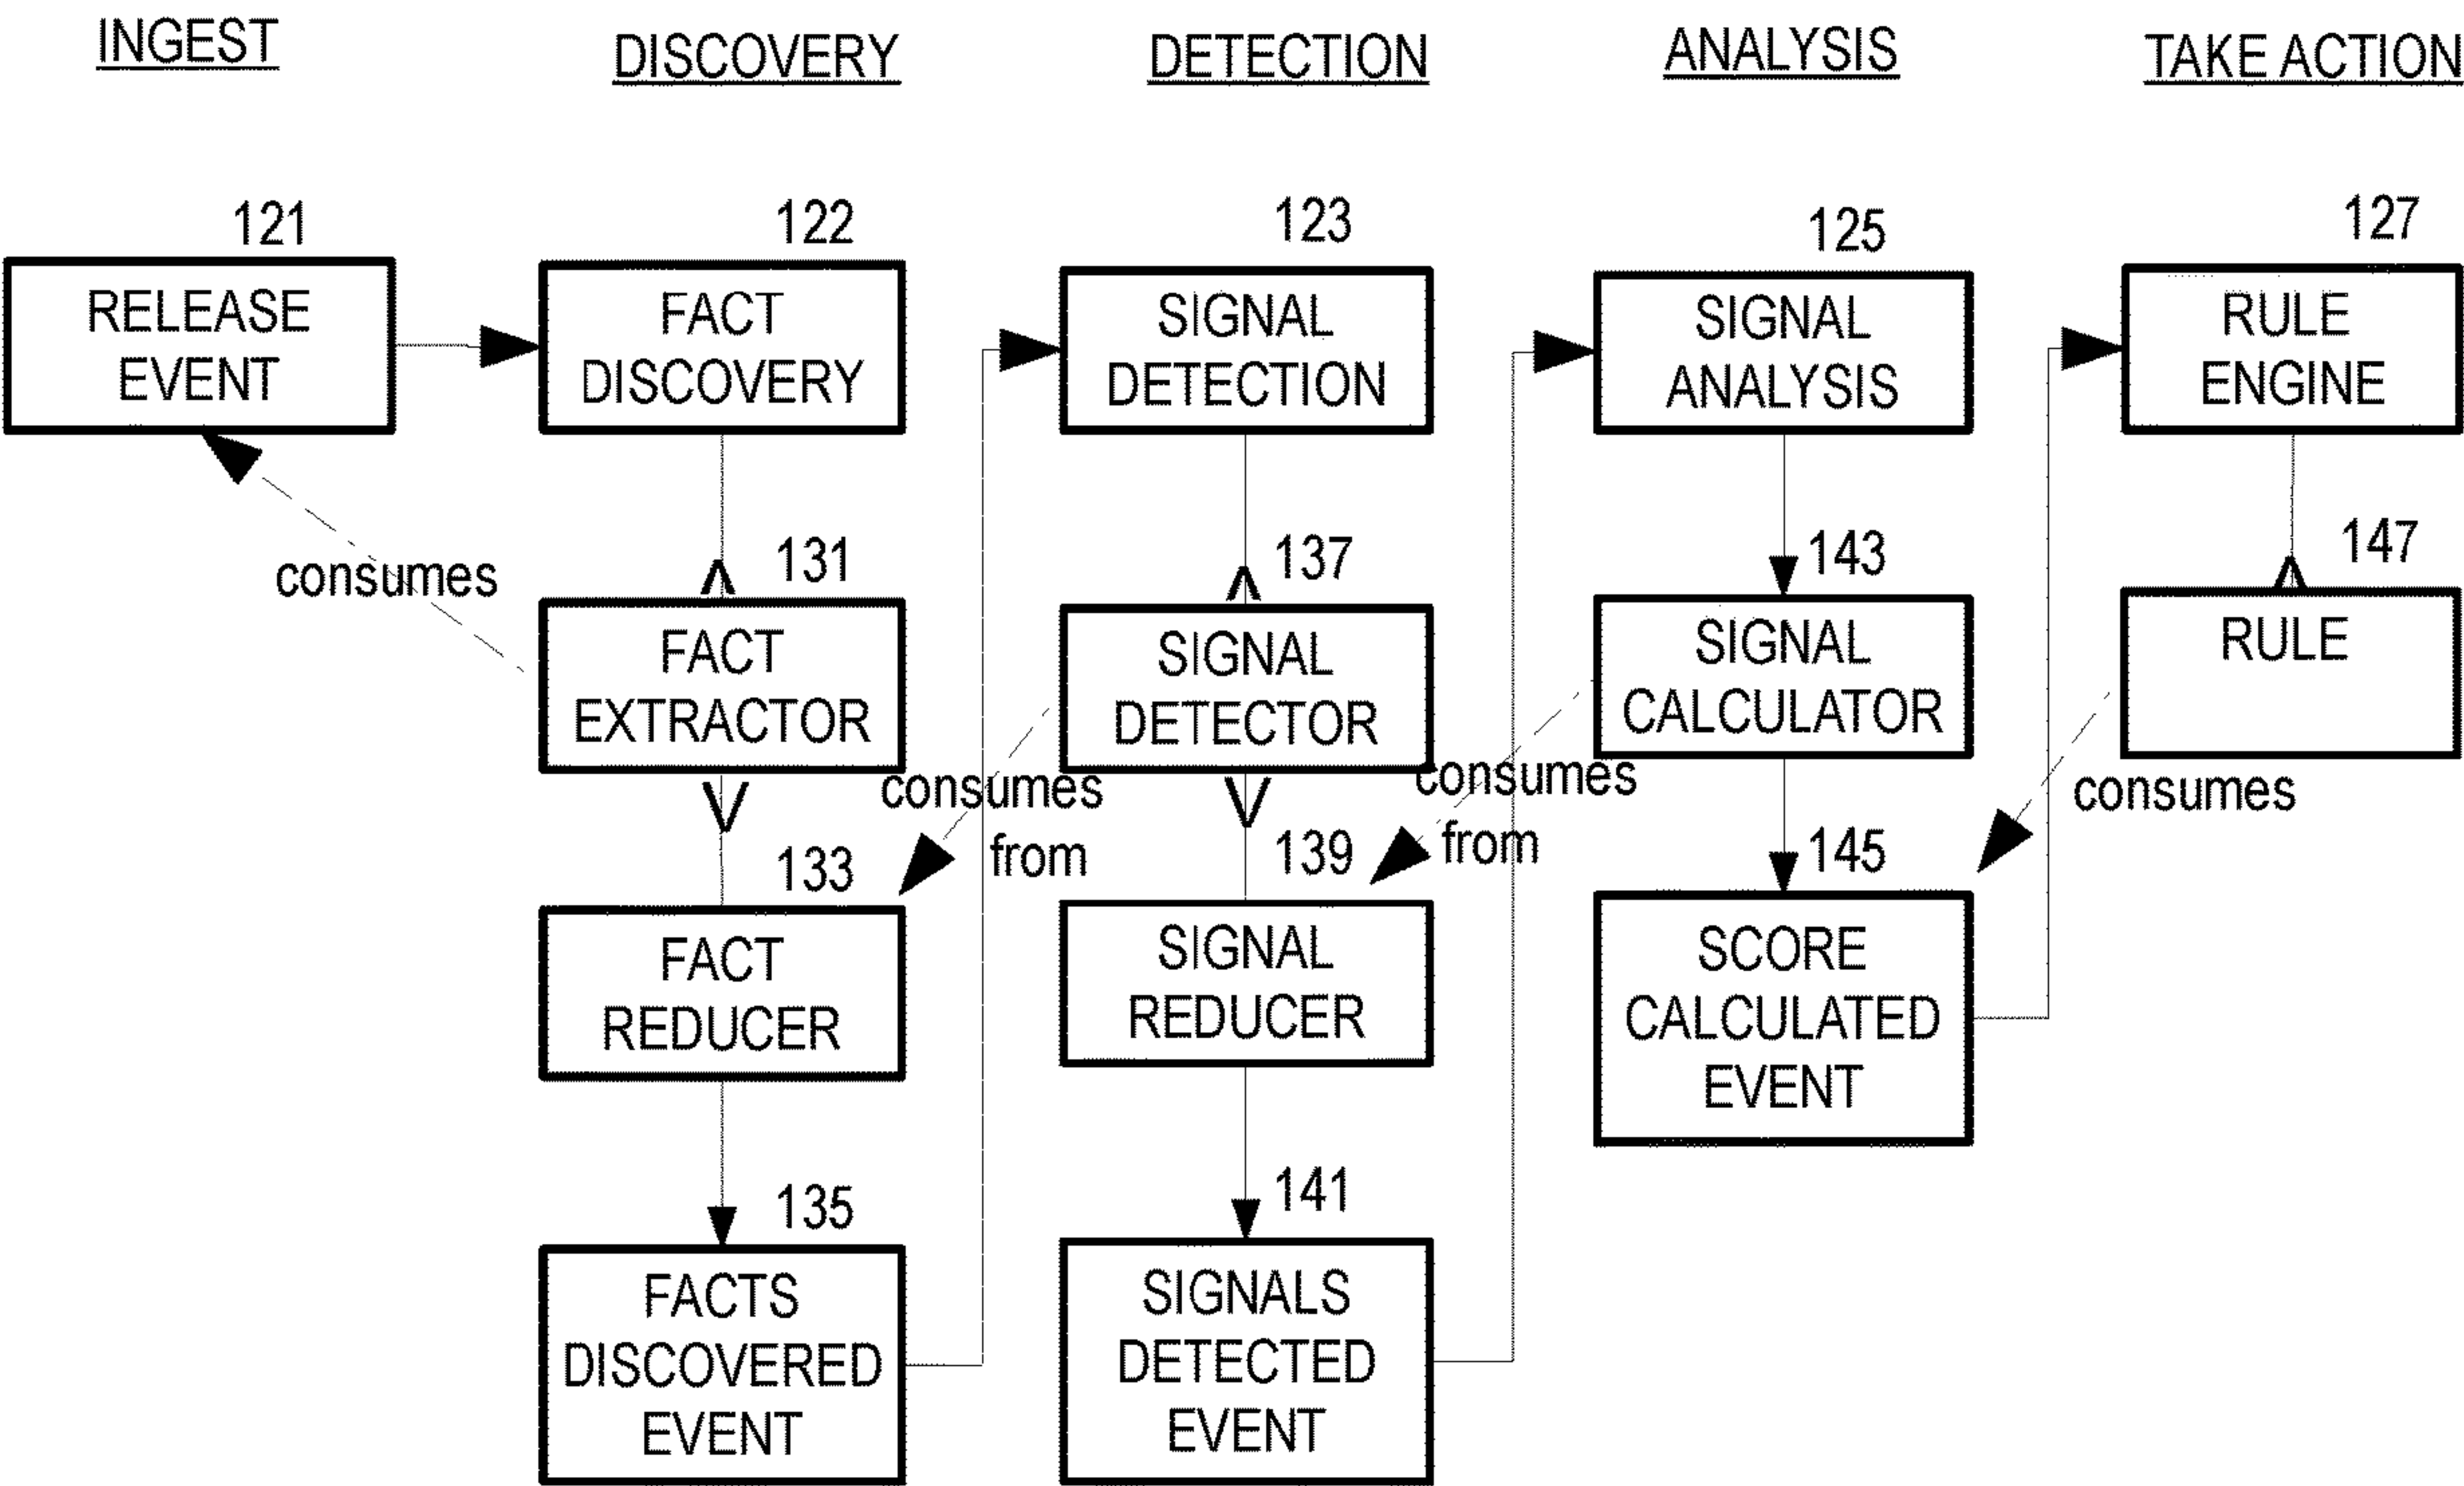 INGEST
DISCOVERY
DETECTION
ANALYSIS
TAKE ACTION
121
RELEASE
EVENT
122
FACT
DISCOVERY
123
SIGNAL
DETECTION
125
SIGNAL
ANALYSIS
127
RULE
ENGINE
consumes
131
FACT
EXTRACTOR
137
SIGNAL
DETECTOR
143
SIGNAL
CALCULATOR
147
RULE
consumes
from
consumes
from
consumes
133
FACT
REDUCER
139
SIGNAL
REDUCER
145
SCORE
CALCULATED
EVENT
135
FACTS
DISCOVERED
EVENT
141
SIGNALS
DETECTED
EVENT